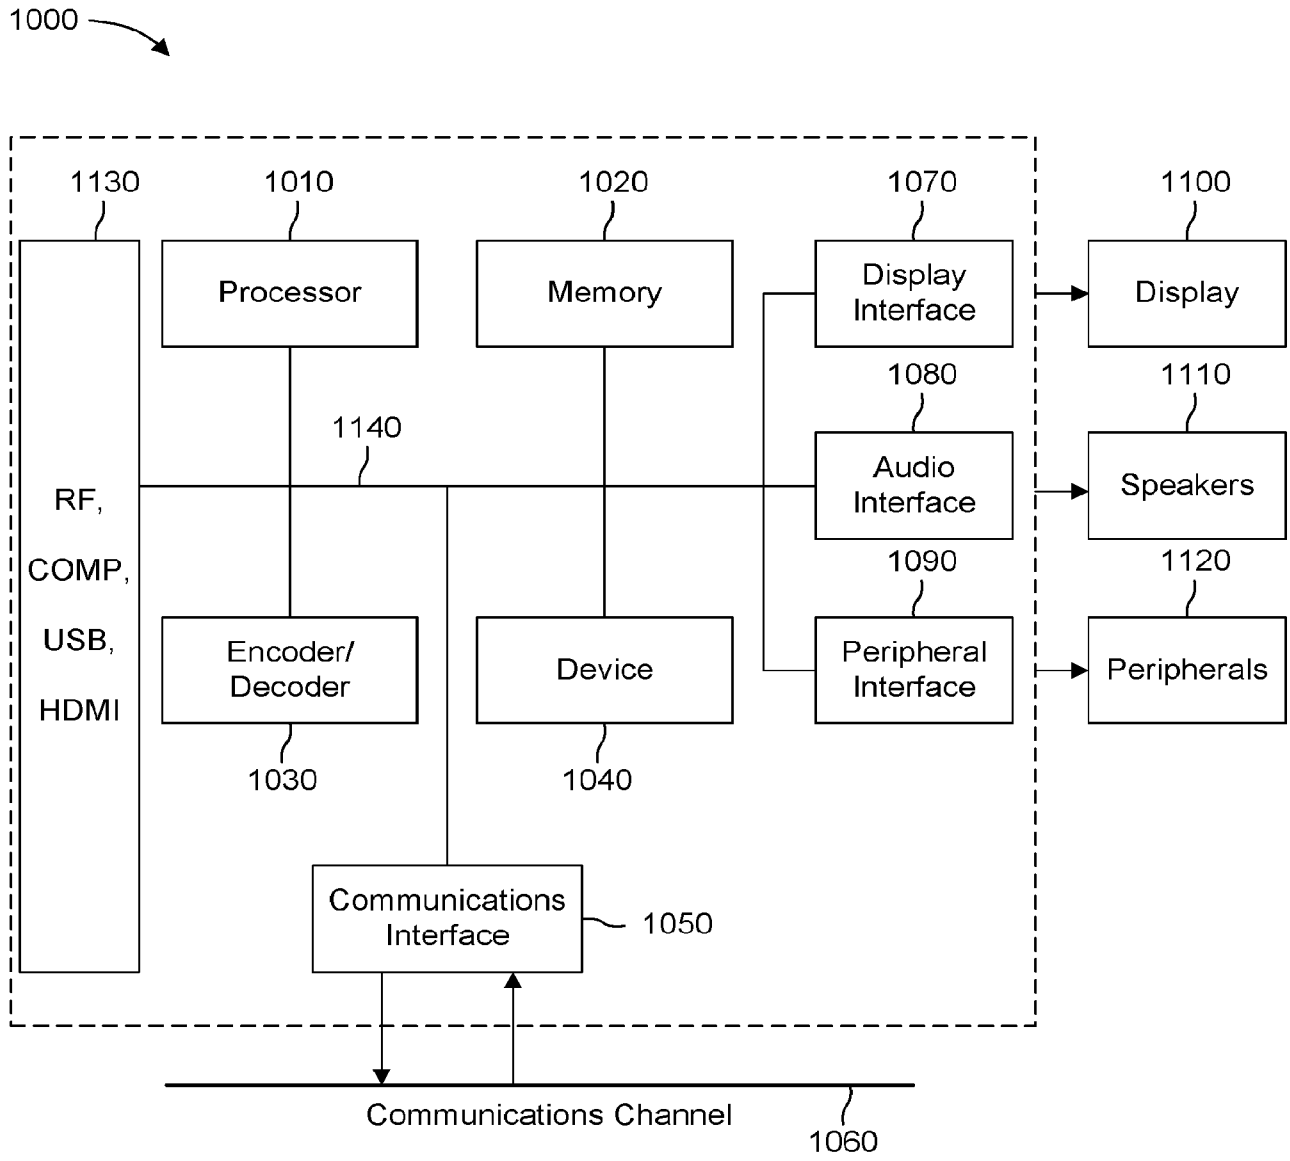 1000
1130
1010
1020
1070
1100
Processor
Memory
Display
Interface
Display
1080
1110
1140
RF,
COMP,
USB,
HDMI
Audio
Interface
Speakers
1090
1120
Encoder/
Decoder
Device
Peripheral
Interface
Peripherals
1030
1040
Communications
Interface
1050
Communications Channel
1060